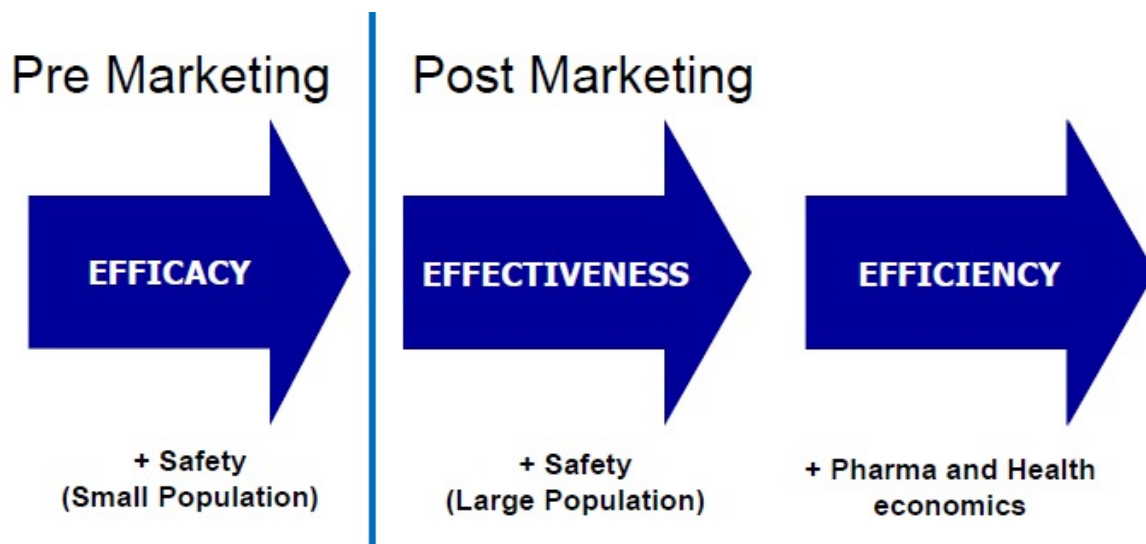 Pre Marketing
Post Marketing
EFFICACY
EFFECTIVENESS
EFFICIENCY
+ Safety
(Small Population)
+ Safety
(Large Population)
+ Pharma and Health
economics